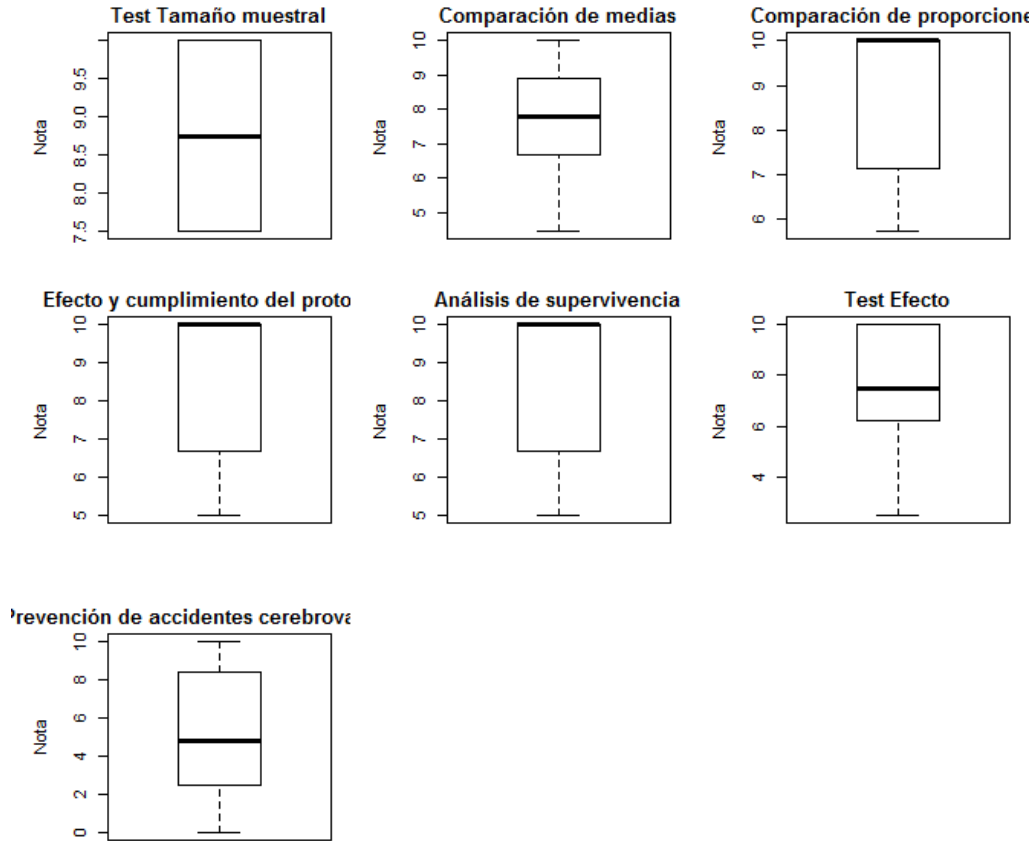 Test Tamaño muestral
Nota
7.5 8.0 8.5 9.0 9.5
Comparación de medias
Nota
5 6 7 8 9 10
Comparación de proporcione
Nota
6 7 8 9 10
Efecto y cumplimiento del proto
Nota
5 6 7 8 9 10
Análisis de supervivencia
Nota
5 6 7 8 9 10
Test Efecto
Nota
4 6 8 10
Prevención de accidentes cerebrova
Nota
0 2 4 6 8 10